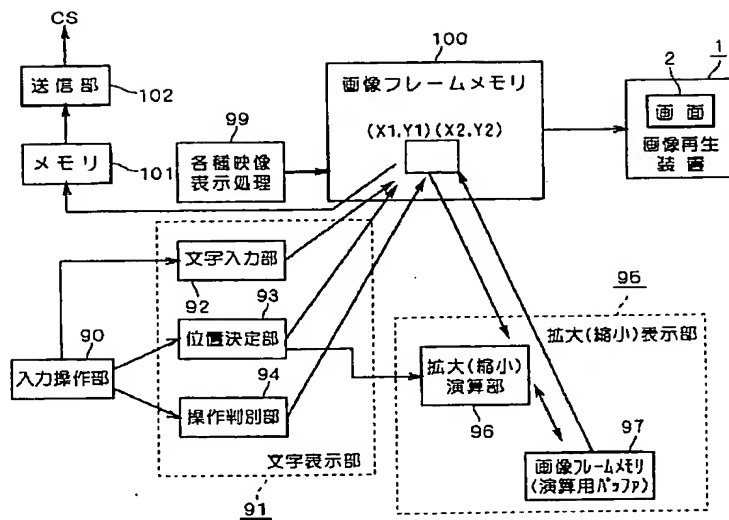 CS
送信部
102
メモリ
101
99
各種映像
表示処理
100
画像フレームメモリ
(X1,Y1)(X2,Y2)
1
2
画面
画像再生
装置
90
入力操作部
文字入力部
92
93
位置決定部
94
操作判別部
文字表示部
91
95
拡大(縮小)表示部
拡大(縮小)
演算部
96
97
画像フレームメモリ
(演算用バッファ)